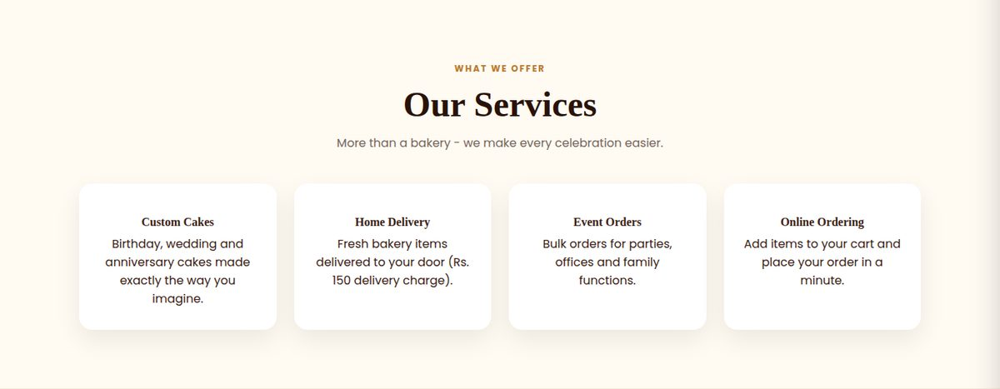 WHAT WE OFFER
Our Services
More than a bakery - we make every celebration easier.
Custom Cakes
Birthday, wedding and
anniversary cakes made
exactly the way you
imagine.
Home Delivery
Fresh bakery items
delivered to your door (Rs.
150 delivery charge).
Event Orders
Bulk orders for parties,
offices and family
functions.
Online Ordering
Add items to your cart and
place your order in a
minute.